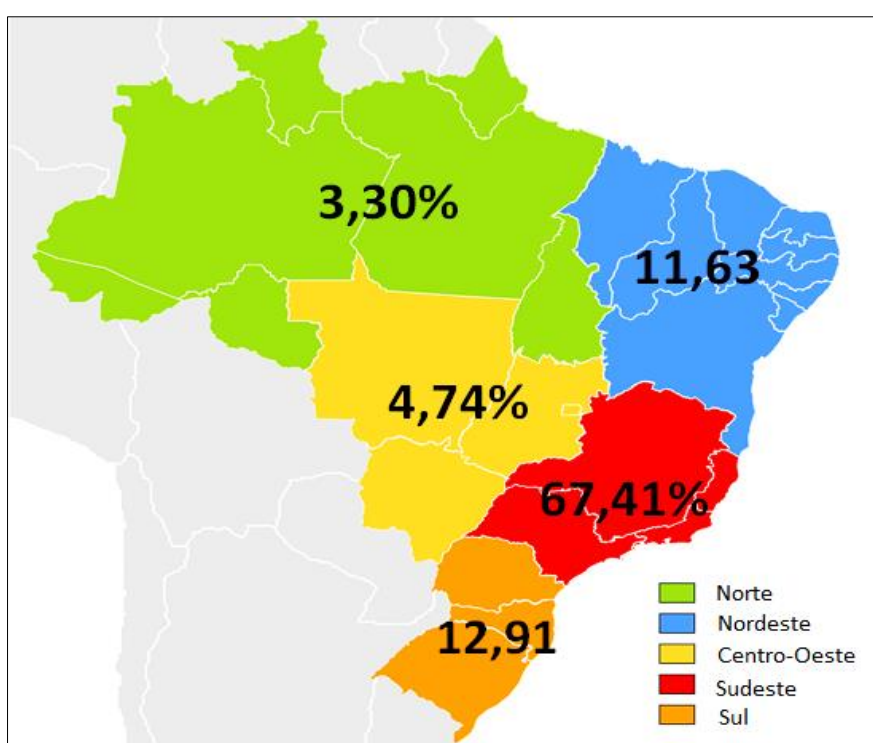 3,30%
11,63
4,74%
67,41%
12,91
Norte
Nordeste
Centro-Oeste
Sudeste
Sul